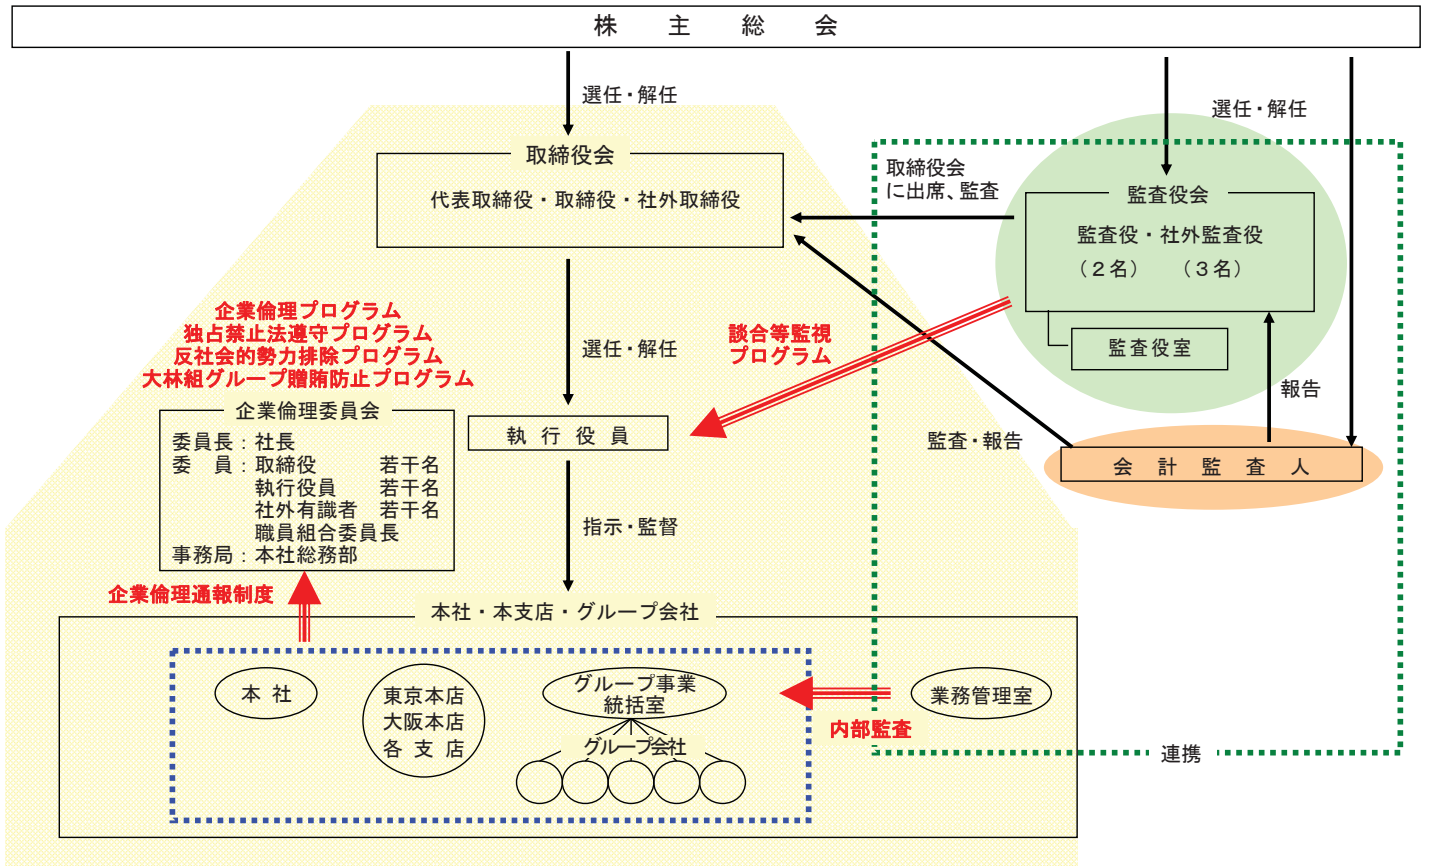 株主総会
選任・解任
選任・解任
取締役会
代表取締役・取締役・社外取締役
取締役会
に出席、監査
監査役会
監査役・社外監査役
（２名）　（３名）
監査役室
企業倫理プログラム
独占禁止法遵守プログラム
反社会的勢力排除プログラム
大林組グループ贈賄防止プログラム
選任・解任
談合等監視
プログラム
報告
企業倫理委員会
委員長：社長
委　員：取締役　若干名
執行役員　若干名
社外有識者　若干名
職員組合委員長
事務局：本社総務部
執行役員
監査・報告
会計監査人
指示・監督
企業倫理通報制度
本社・本支店・グループ会社
本社
東京本店
大阪本店
各支店
グループ事業
統括室
グループ会社
業務管理室
内部監査
連携